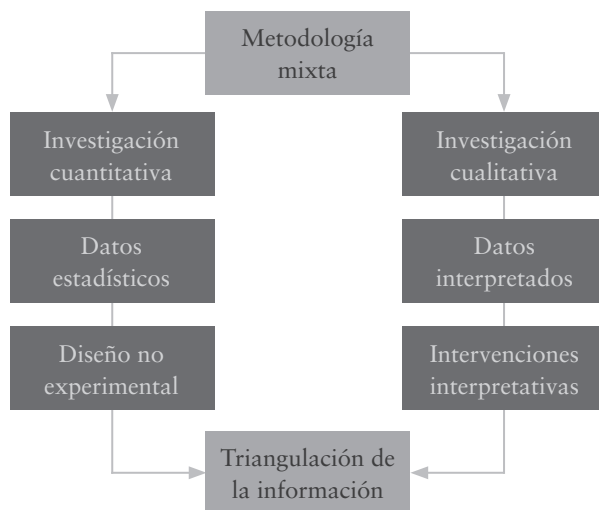 Metodología
mixta
Investigación
cuantitativa
Datos
estadísticos
Diseño no
experimental
Investigación
cualitativa
Datos
interpretados
Intervenciones
interpretativas
Triangulación de
la información